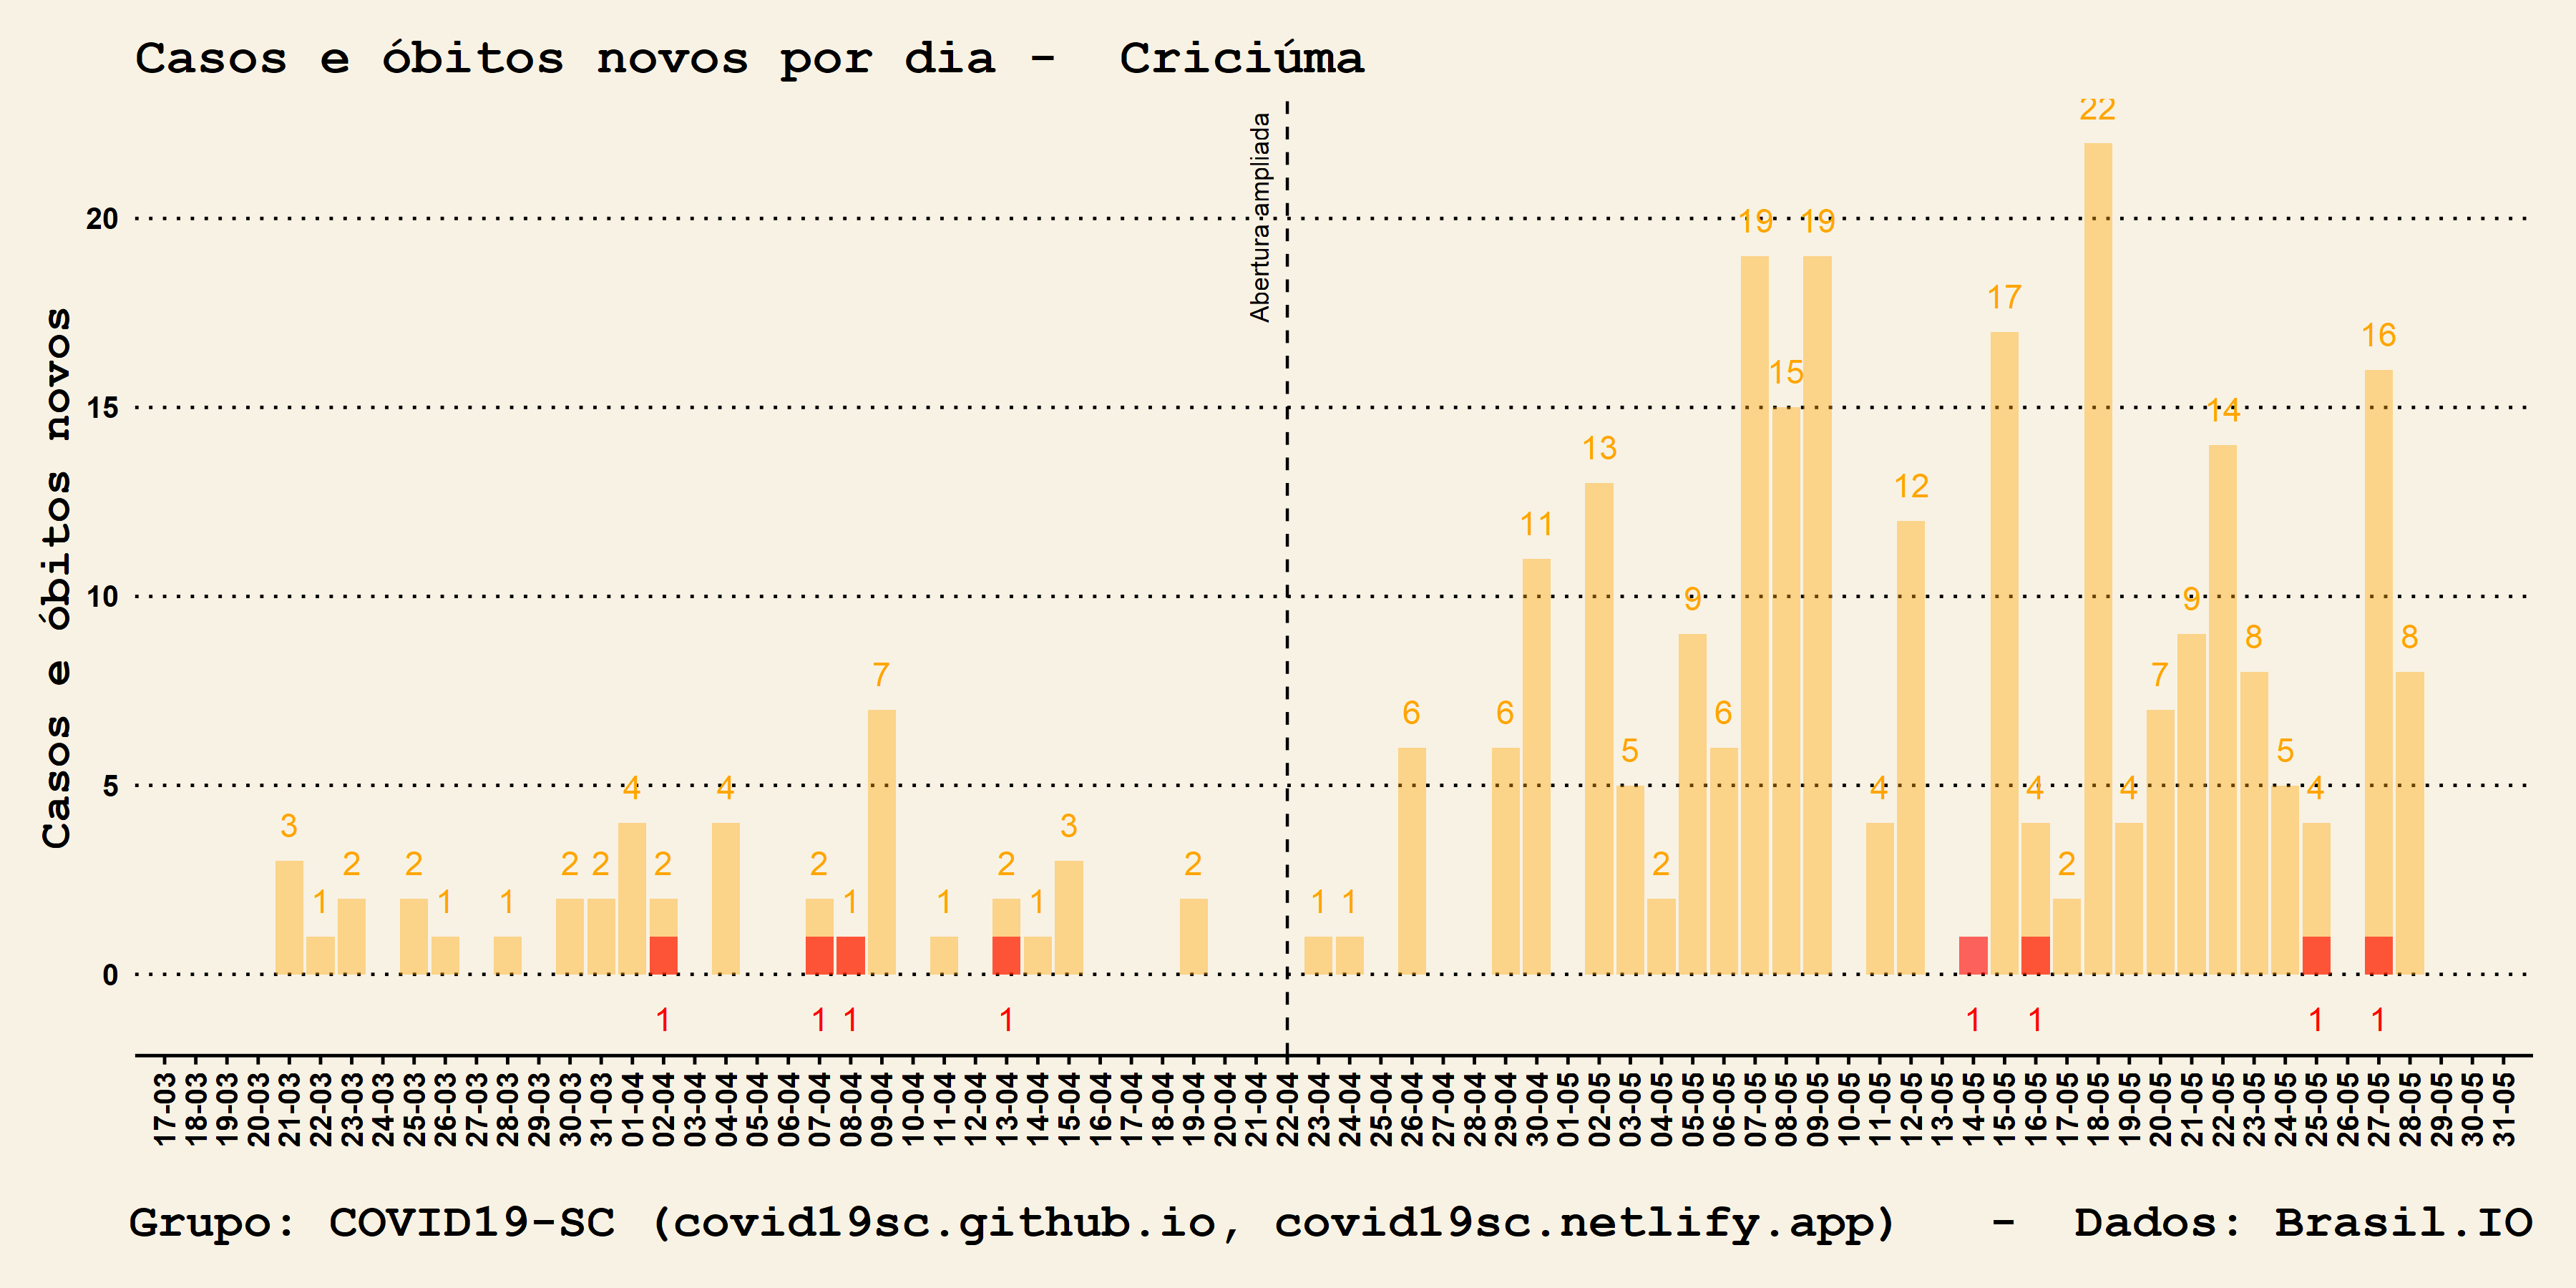 Casos e óbitos novos por dia -  Criciúma
Casos e óbitos novos
20
15
10
5
0
Abertura ampliada
3 1 2 2 1 1 2 2 4 2 4 2 1 7 1 2 1 3 2 1 1 6 6 11 13 5 2 9 6 19 15 19 4 12 17 4 2 22 4 7 9 14 8 5 4 16 8
1 1 1 1 1 1 1 1
17-03 18-03 19-03 20-03 21-03 22-03 23-03 24-03 25-03 26-03 27-03 28-03 29-03 30-03 31-03 01-04 02-04 03-04 04-04 05-04 06-04 07-04 08-04 09-04 10-04 11-04 12-04 13-04 14-04 15-04 16-04 17-04 18-04 19-04 20-04 21-04 22-04 23-04 24-04 25-04 26-04 27-04 28-04 29-04 30-04 01-05 02-05 03-05 04-05 05-05 06-05 07-05 08-05 09-05 10-05 11-05 12-05 13-05 14-05 15-05 16-05 17-05 18-05 19-05 20-05 21-05 22-05 23-05 24-05 25-05 26-05 27-05 28-05 29-05 30-05 31-05
Grupo: COVID19-SC (covid19sc.github.io, covid19sc.netlify.app)   -  Dados: Brasil.IO